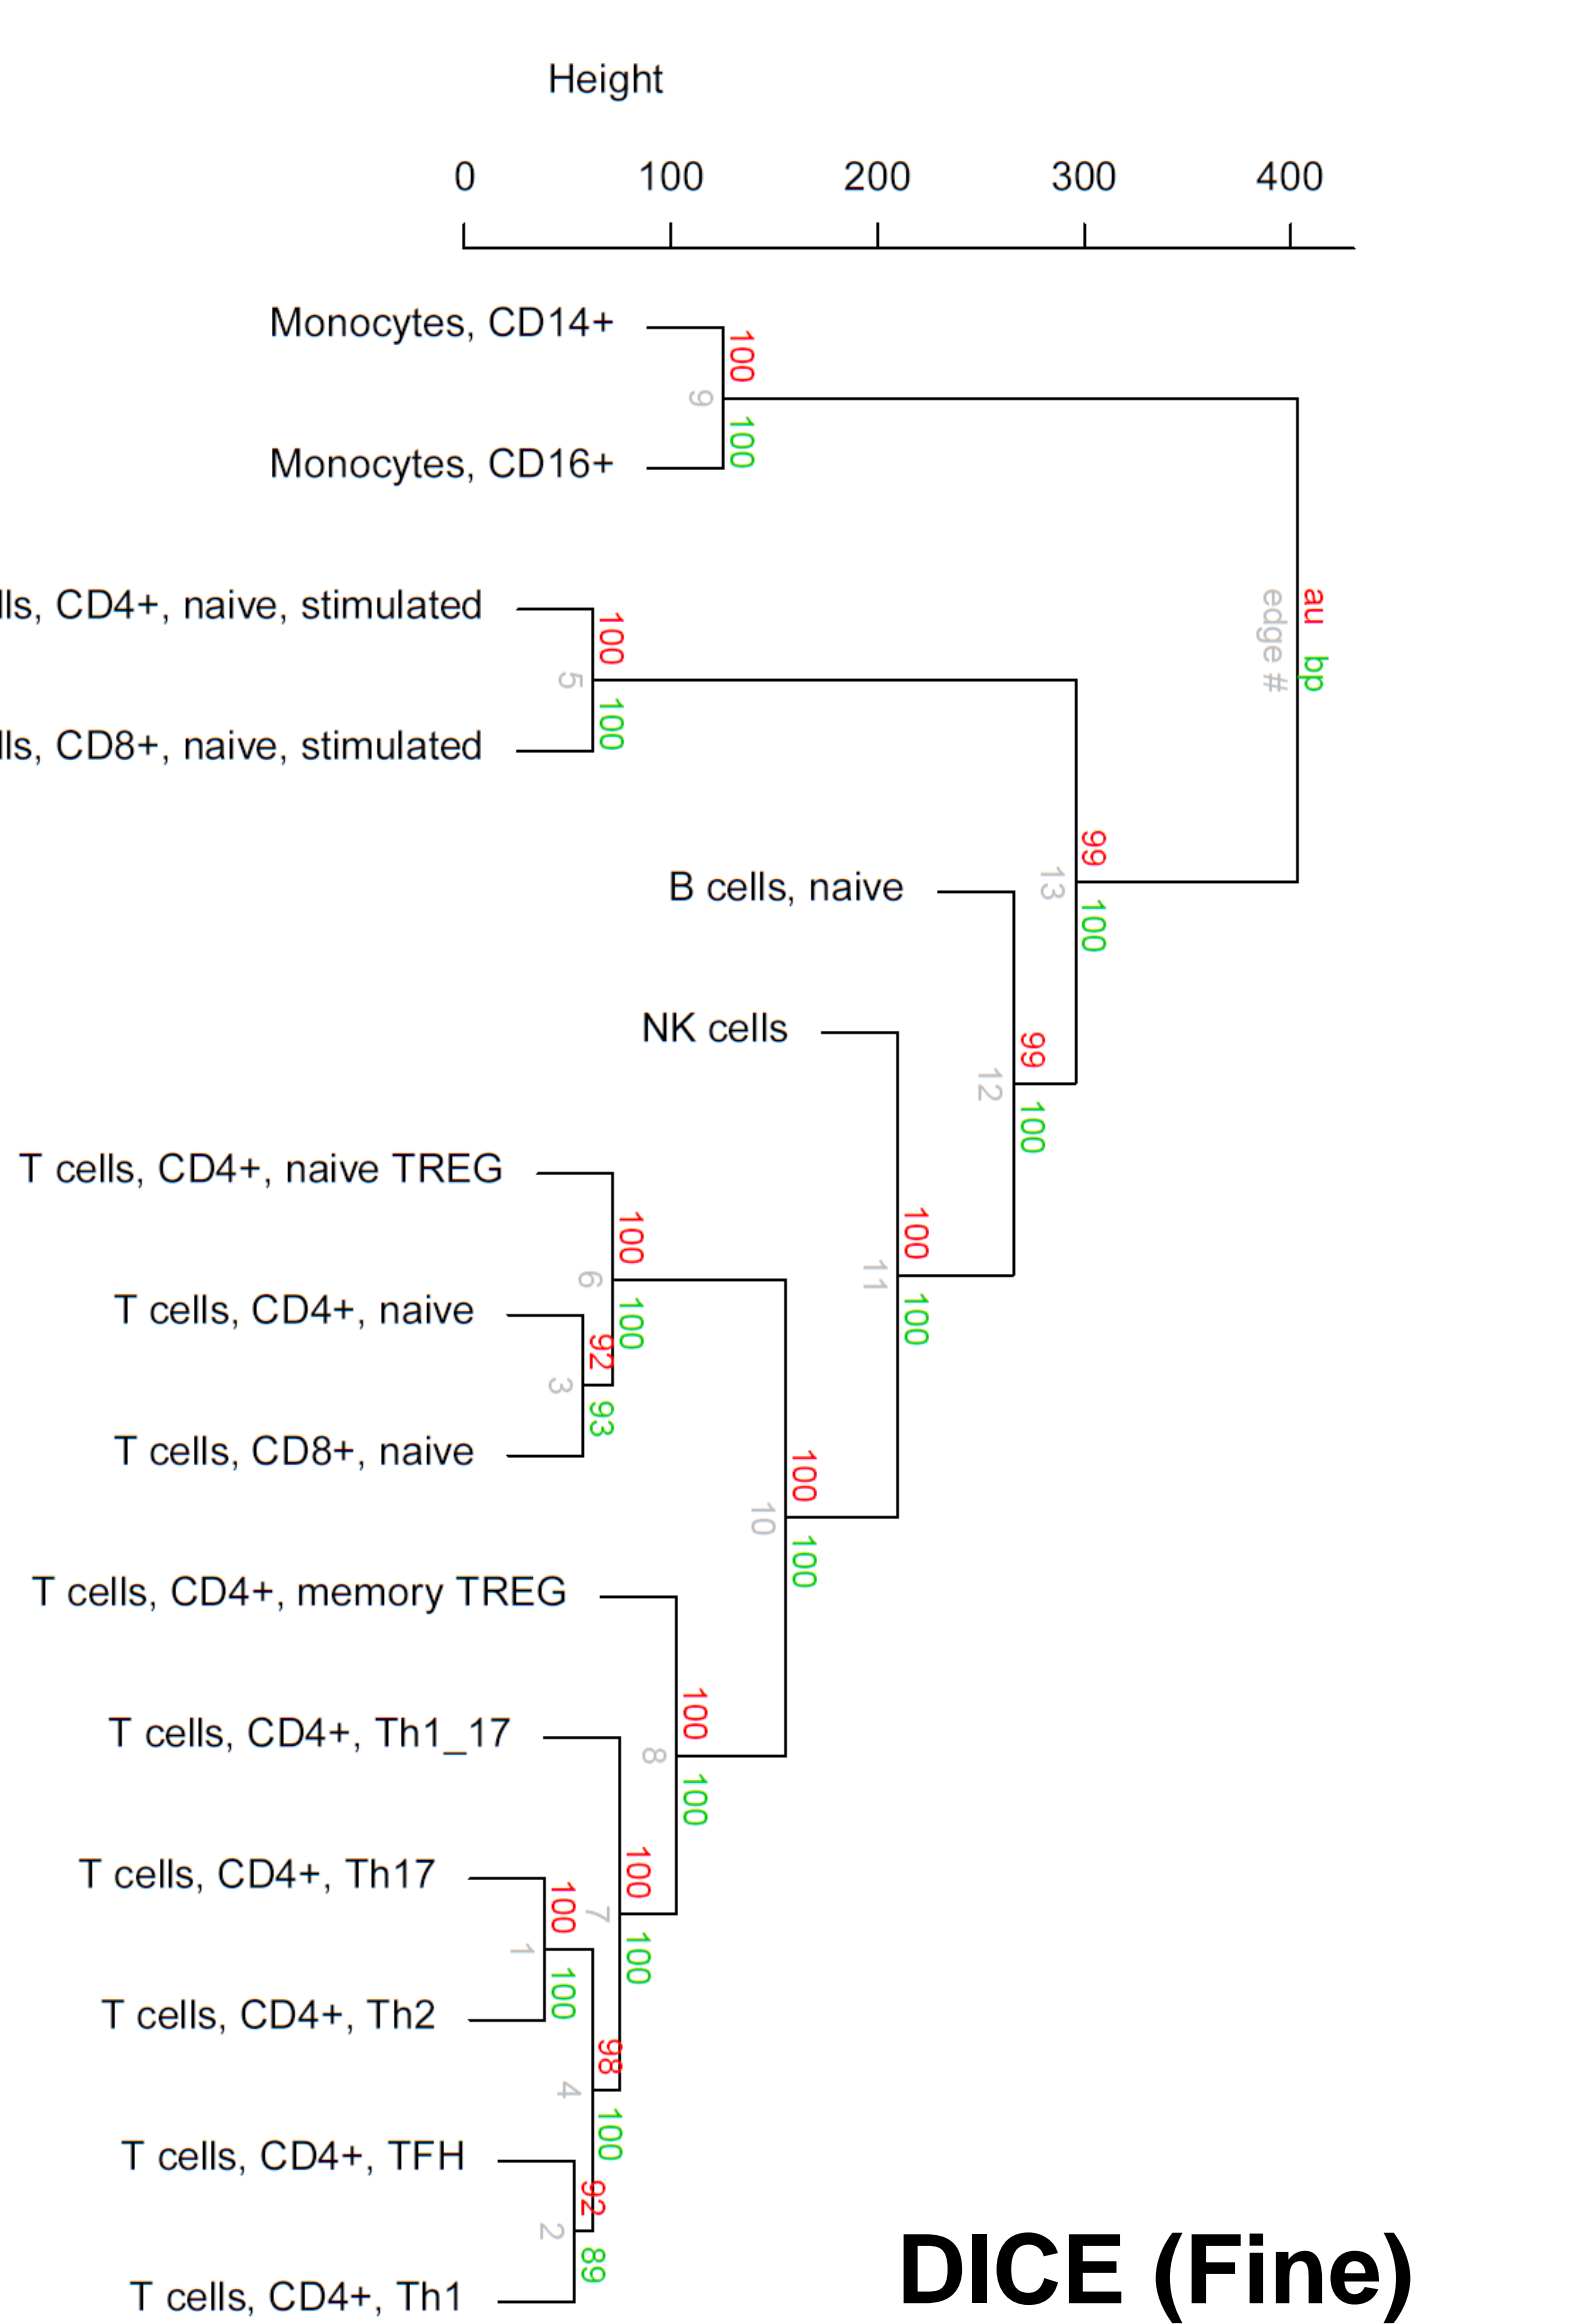 Height
0 100 200 300 400
Monocytes, CD14+
100
9
100
Monocytes, CD16+
lls, CD4+, naive, stimulated
au bp
edge #
100
5
100
lls, CD8+, naive, stimulated
99
13
100
B cells, naive
NK cells
99
12
100
T cells, CD4+, naive TREG
100
6
100
100
11
100
T cells, CD4+, naive
92
3
93
T cells, CD8+, naive
100
10
100
T cells, CD4+, memory TREG
100
8
100
T cells, CD4+, Th1_17
100
7
100
T cells, CD4+, Th17
100
1
100
T cells, CD4+, Th2
98
4
100
T cells, CD4+, TFH
92
2
89
T cells, CD4+, Th1
DICE (Fine)